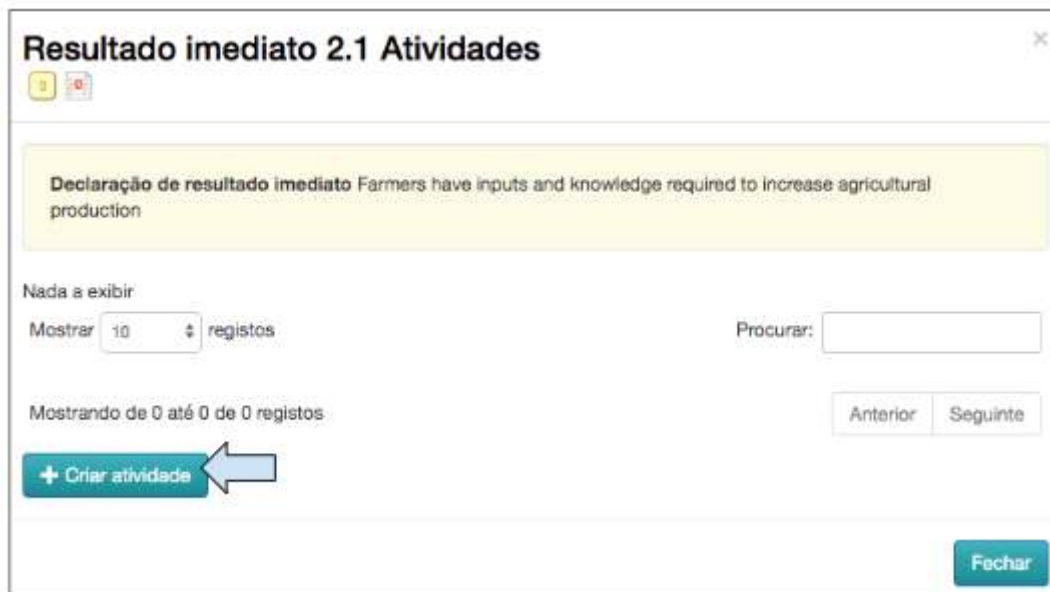 Resultado imediato 2.1 Atividades
×
Declaração de resultado imediato Farmers have inputs and knowledge required to increase agricultural
production
Nada a exibir
Mostrar 10 registos
Procurar:
Mostrando de 0 até 0 de 0 registos
Anterior Seguinte
+ Criar atividade
Fechar